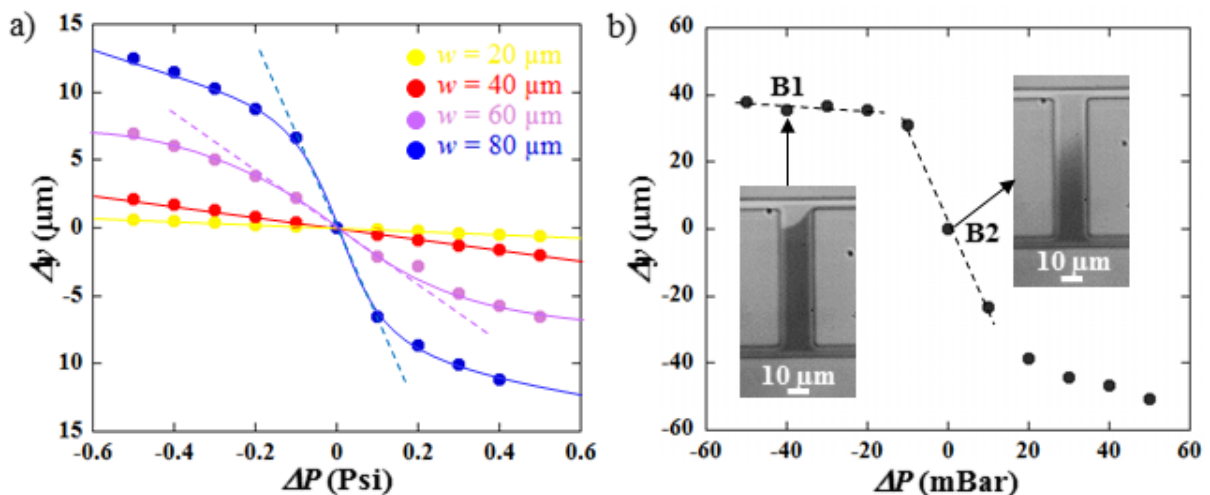 a)
15
10
5
0
-5
10
15
Δy (µm)
-0.6 -0.4 -0.2 0 0.2 0.4 0.6
ΔP (Psi)
w = 20 µm
w = 40 µm
w = 60 µm
w = 80 µm
b)
60
40
20
0
-20
-40
-60
Δy (µm)
-60 -40 -20 0 20 40 60
ΔP (mBar)
B1
B2
10 µm
10 µm